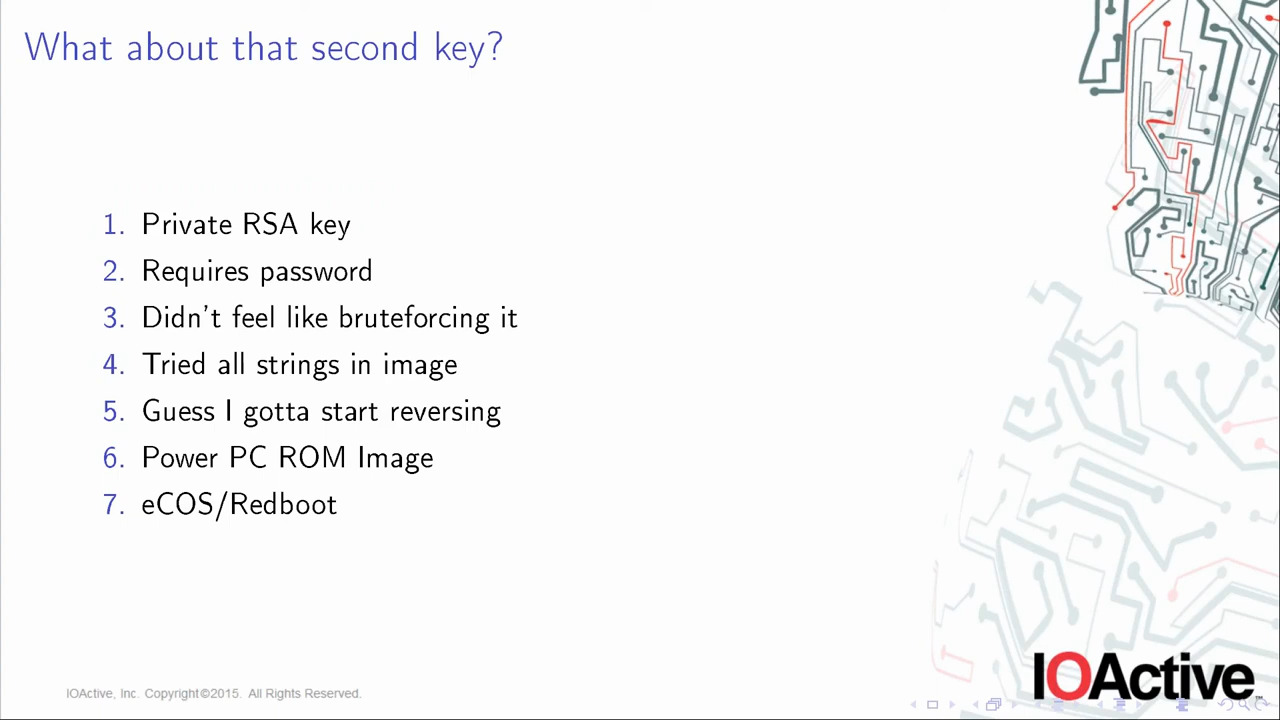 What about that second key?
1. Private RSA key
2. Requires password
3. Didn't feel like bruteforcing it
4. Tried all strings in image
5. Guess I gotta start reversing
6. Power PC ROM Image
7. eCOS/Redboot
IOActive, Inc. Copyright©2015. All Rights Reserved.
IOActive™